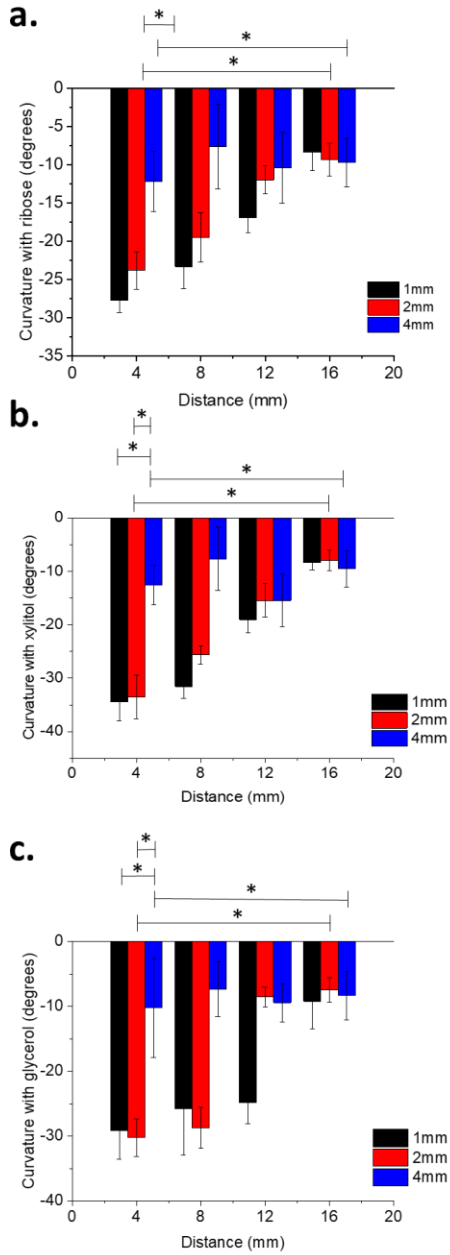 a.
*
*
*
0
-5
-10
-15
-20
-25
-30
-35
Curvature with ribose (degrees)
1mm
2mm
4mm
0 4 8 12 16 20
Distance (mm)
b.
*
*
*
*
0
-10
-20
-30
-40
Curvature with xylitol (degrees)
1mm
2mm
4mm
0 4 8 12 16 20
Distance (mm)
c.
*
*
*
*
0
-10
-20
-30
-40
Curvature with glycerol (degrees)
1mm
2mm
4mm
0 4 8 12 16 20
Distance (mm)